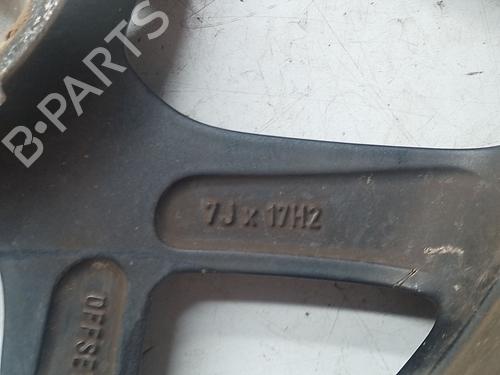 B-PARTS
7J x 17H2
OFFSE